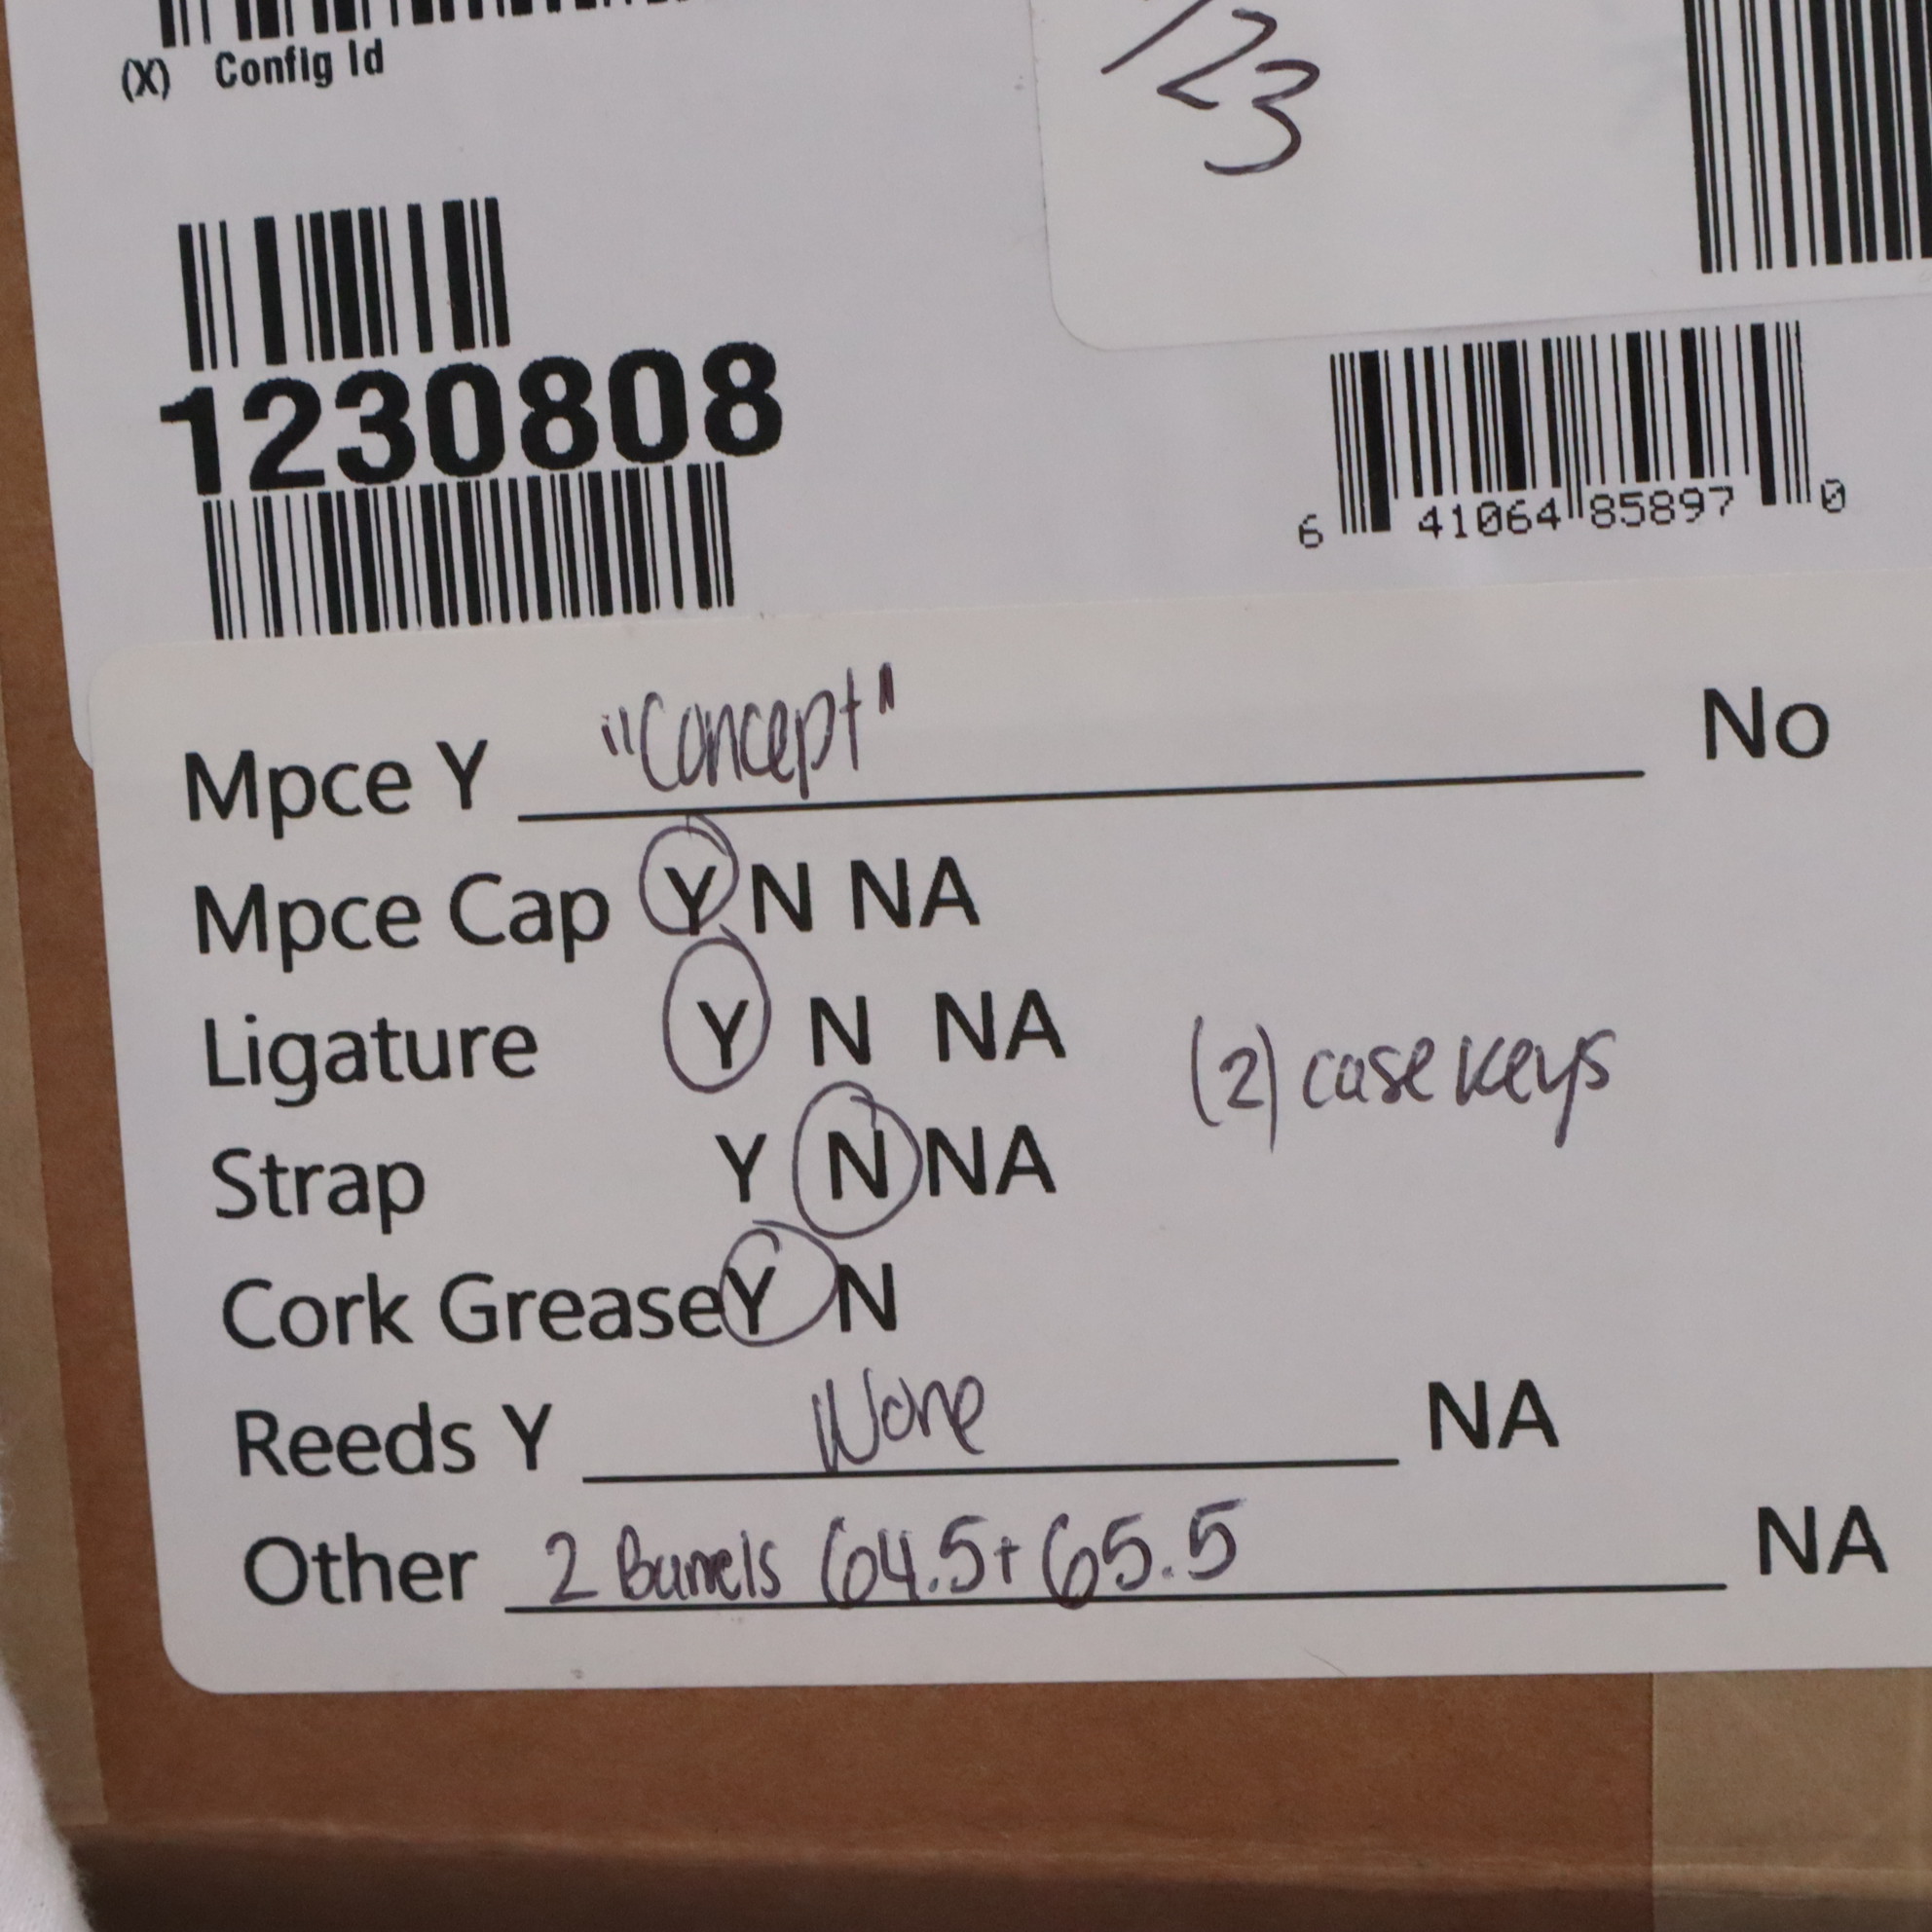 (X) Config Id
/23
1230808
6 41064 85897 0
Mpce Y "Concept" No
Mpce Cap Y N NA
Ligature Y N NA
(2) case keys
Strap Y N NA
Cork Grease Y N
Reeds Y None NA
Other 2 Barrels 64.5 + 65.5 NA